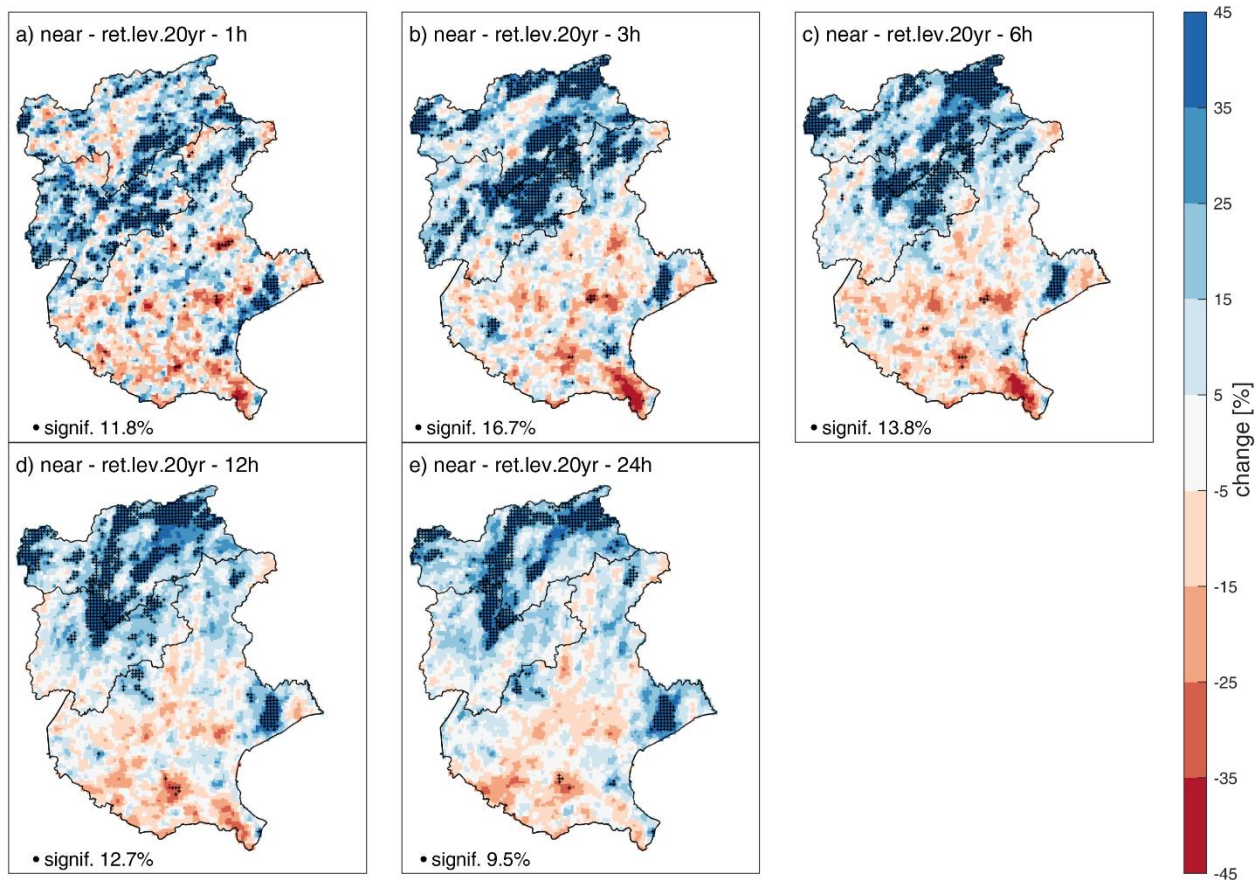 a) near - ret.lev.20yr - 1h
• signif. 11.8%
b) near - ret.lev.20yr - 3h
• signif. 16.7%
c) near - ret.lev.20yr - 6h
• signif. 13.8%
d) near - ret.lev.20yr - 12h
• signif. 12.7%
e) near - ret.lev.20yr - 24h
• signif. 9.5%
45
35
25
15
5
-5
-15
-25
-35
-45
change [%]